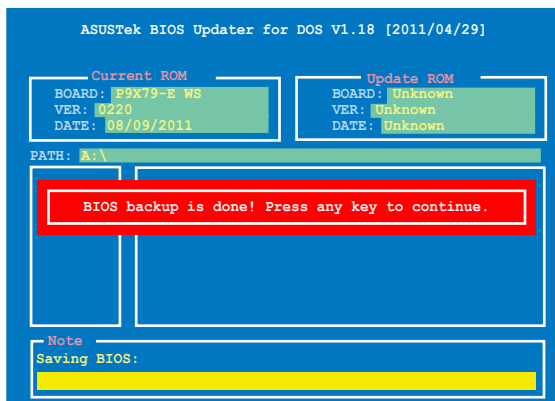 ASUSTek BIOS Updater for DOS V1.18 [2011/04/29]
Current ROM
BOARD: P9X79-E WS
VER: 0220
DATE: 08/09/2011
Update ROM
BOARD: Unknown
VER: Unknown
DATE: Unknown
PATH: A:\
BIOS backup is done! Press any key to continue.
Note
Saving BIOS: